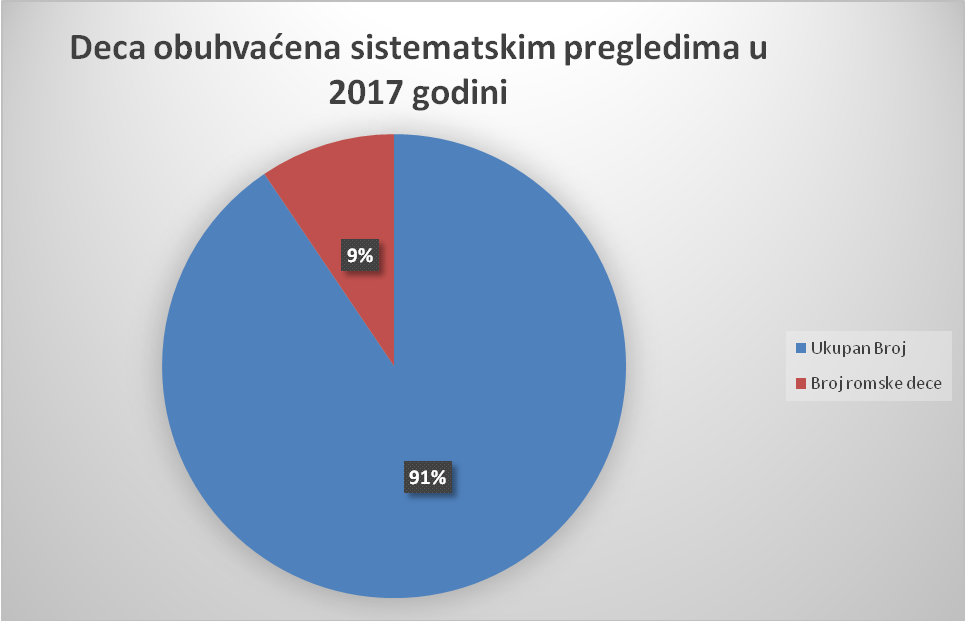 Deca obuhvaćena sistematskim pregledima u
2017 godini
9%
91%
Ukupan Broj
Broj romske dece